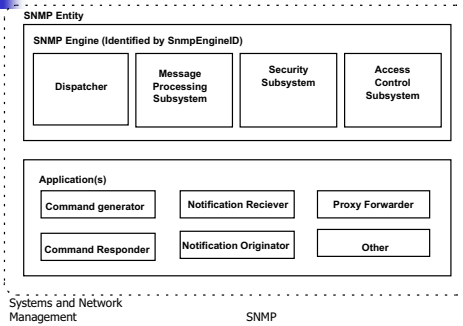 SNMP Entity
SNMP Engine (Identified by SnmpEngineID)
Dispatcher
Message
Processing
Subsystem
Security
Subsystem
Access
Control
Subsystem
Application(s)
Command generator
Notification Reciever
Proxy Forwarder
Command Responder
Notification Originator
Other
Systems and Network
Management
SNMP